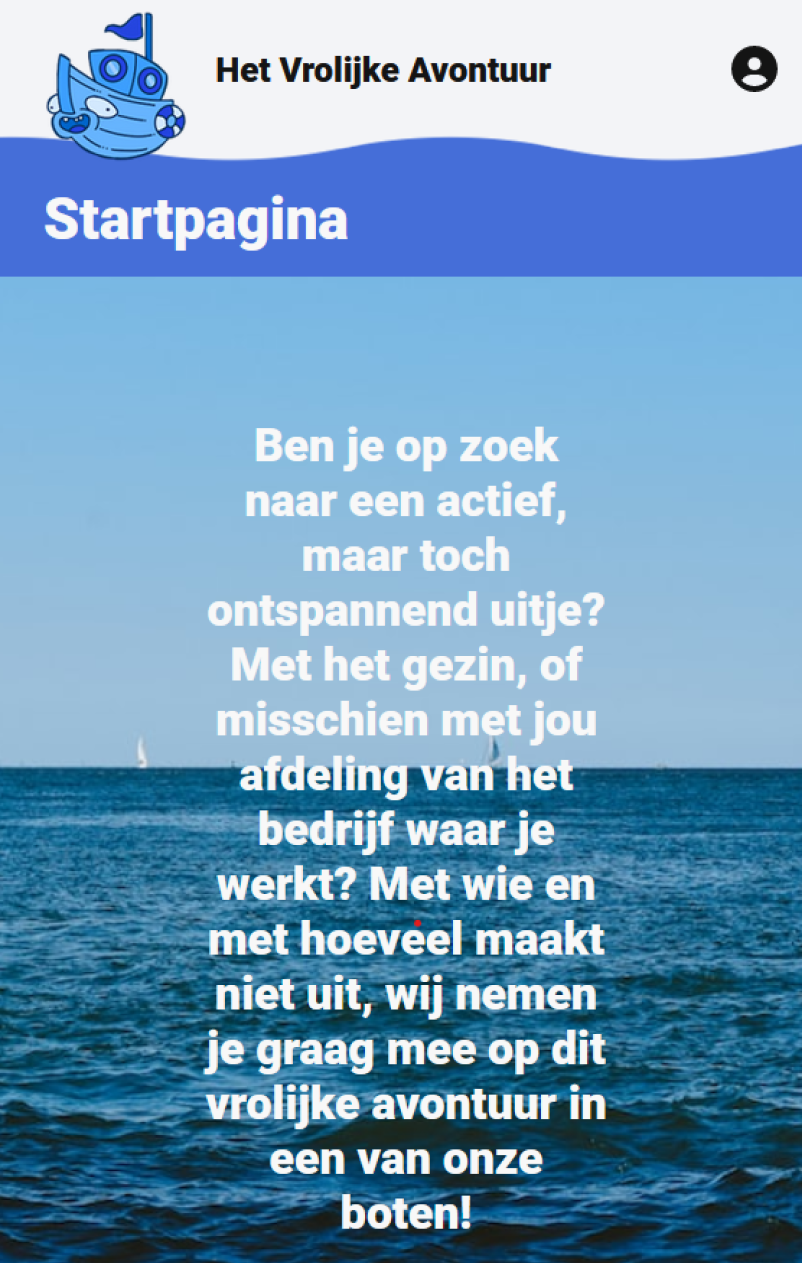 Het Vrolijke Avontuur
Startpagina
Ben je op zoek
naar een actief,
maar toch
ontspannend uitje?
Met het gezin, of
misschien met jou
afdeling van het
bedrijf waar je
werkt? Met wie en
met hoeveel maakt
niet uit, wij nemen
je graag mee op dit
vrolijke avontuur in
een van onze
boten!